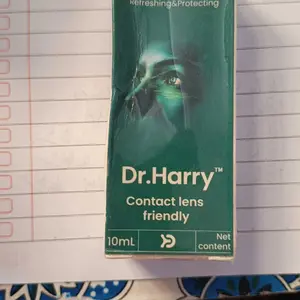 Refreshing&Protecting
Dr.Harry™
Contact lens
friendly
10mL
Net
content